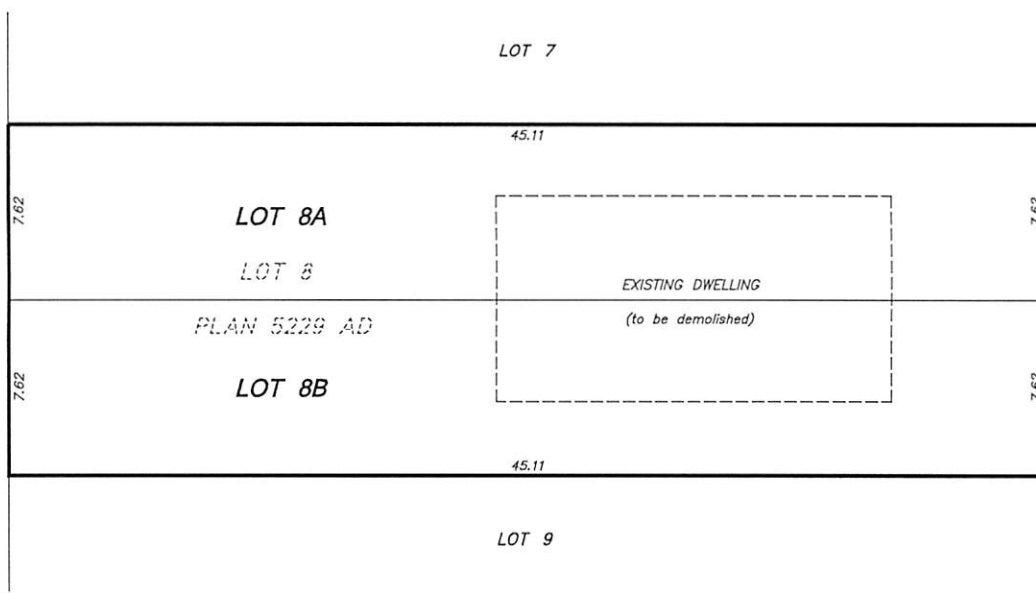 LOT 7
45.11
7.62
LOT 8A
7.62
LOT 8
EXISTING DWELLING
PLAN 5229 AD
(to be demolished)
7.62
LOT 8B
7.62
45.11
LOT 9